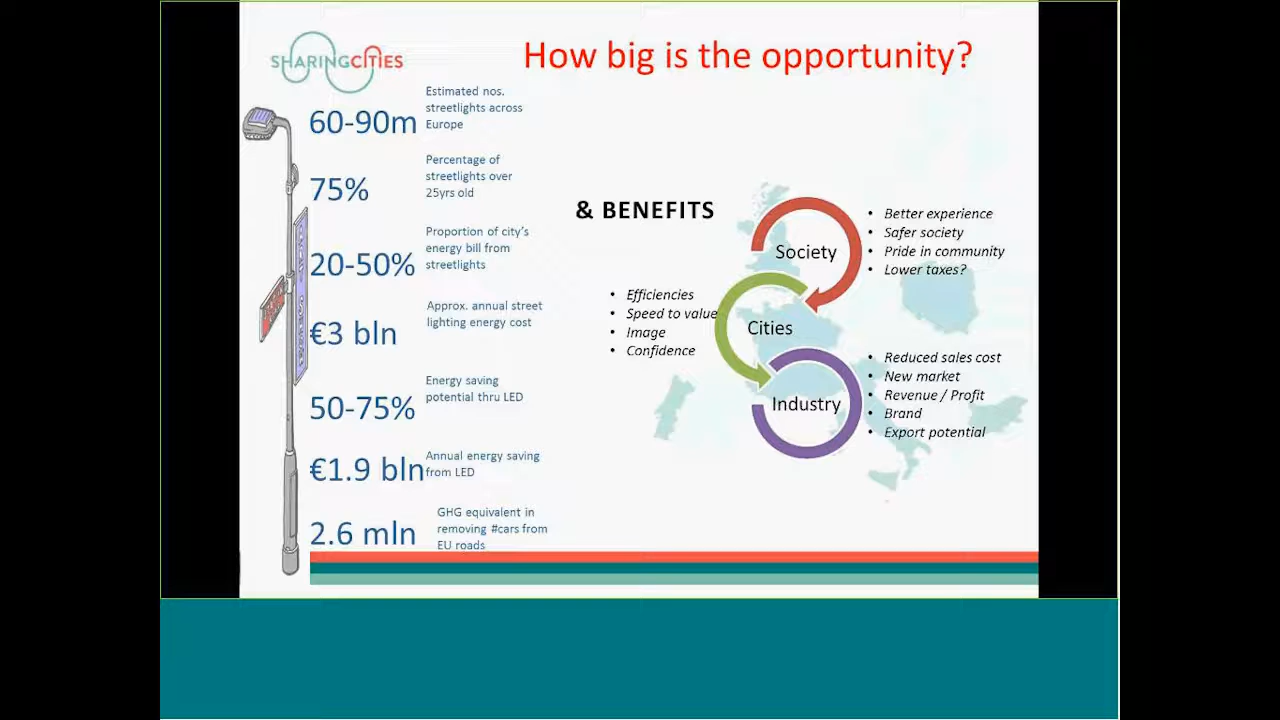 SHARINGCITIES
How big is the opportunity?
60-90m
Estimated nos.
streetlights across
Europe
75%
Percentage of
streetlights over
25yrs old
20-50%
Proportion of city's
energy bill from
streetlights
€3 bln
Approx. annual street
lighting energy cost
50-75%
Energy saving
potential thru LED
€1.9 bln
Annual energy saving
from LED
2.6 mln
GHG equivalent in
removing #cars from
EU roads
& BENEFITS
Society
• Better experience
• Safer society
• Pride in community
• Lower taxes?
• Efficiencies
• Speed to value
• Image
• Confidence
Cities
Industry
• Reduced sales cost
• New market
• Revenue / Profit
• Brand
• Export potential